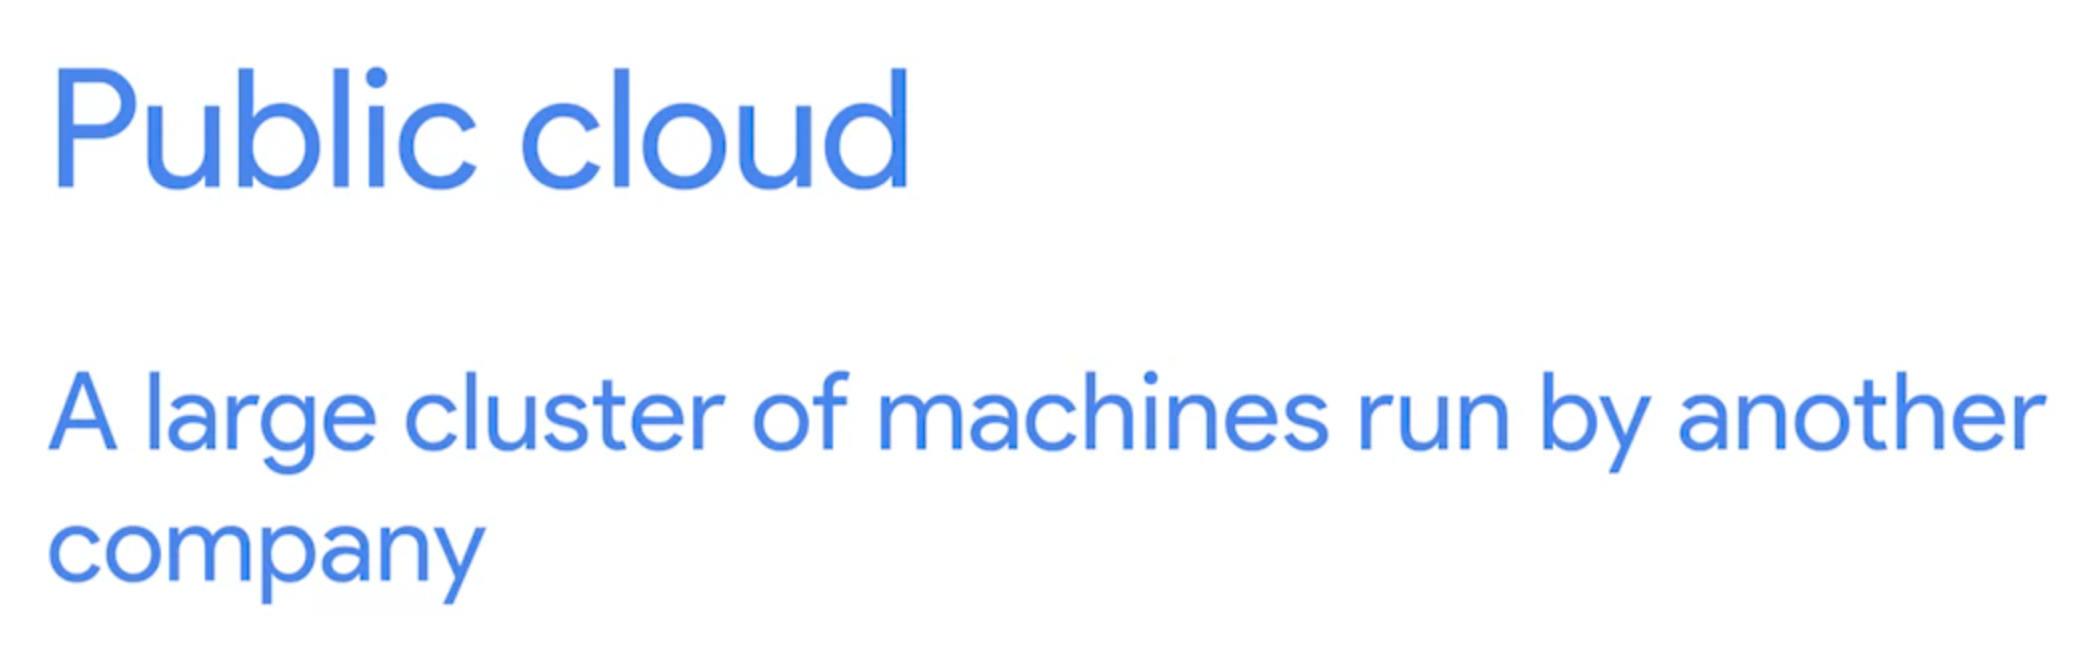 Public cloud
A large cluster of machines run by another
company